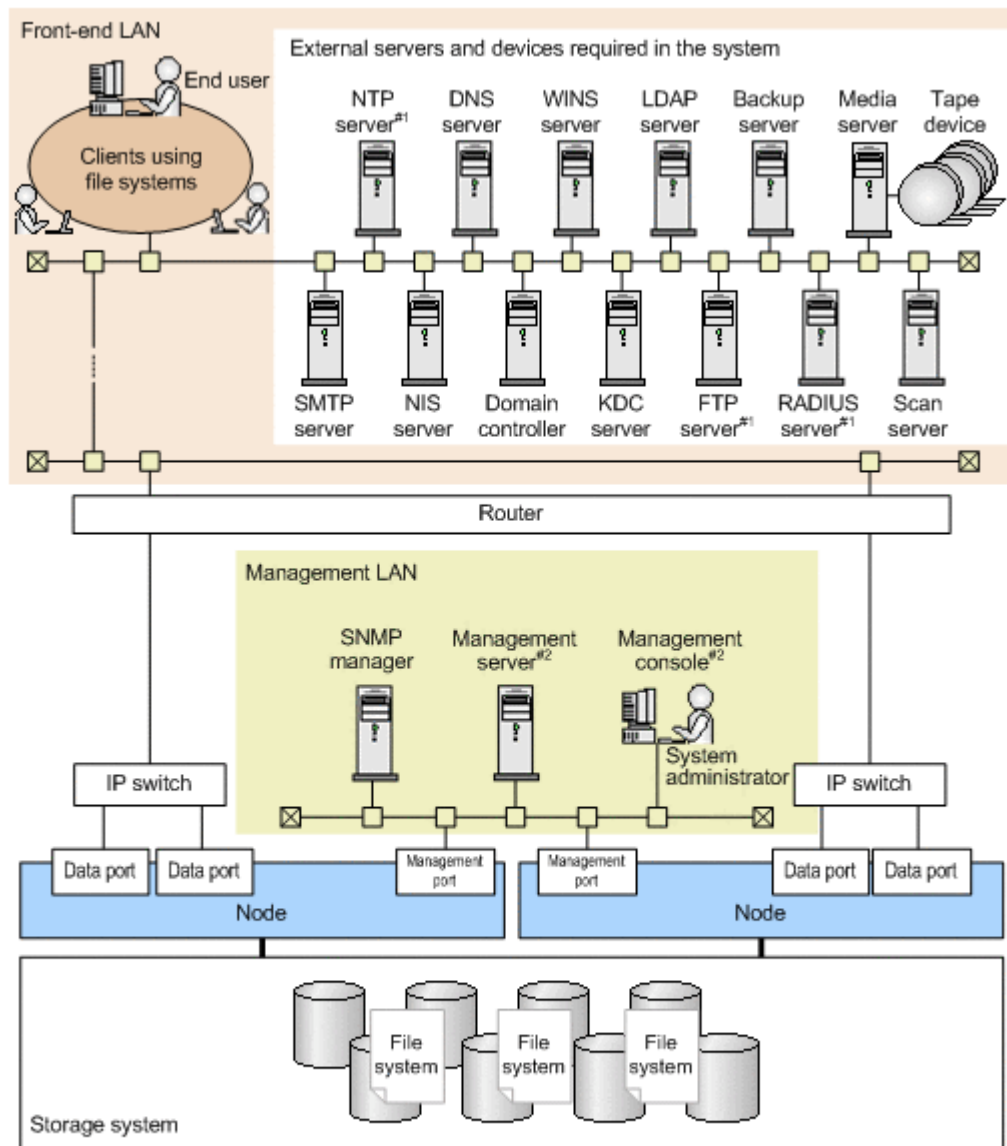 Front-end LAN
External servers and devices required in the system
End user
Clients using
file systems
NTP
server#1
DNS
server
WINS
server
LDAP
server
Backup
server
Media
server
Tape
device
SMTP
server
NIS
server
Domain
controller
KDC
server
FTP
server#1
RADIUS
server#1
Scan
server
Router
Management LAN
SNMP
manager
Management
server#2
Management
console#2
System
administrator
IP switch
IP switch
Data port
Data port
Management
port
Management
port
Data port
Data port
Node
Node
File
system
File
system
File
system
Storage system